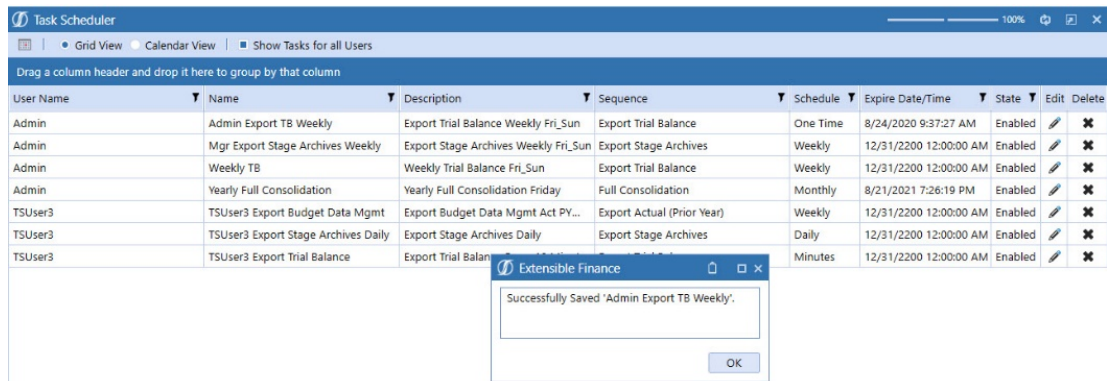 Task Scheduler 100%
Grid View Calendar View Show Tasks for all Users
Drag a column header and drop it here to group by that column
User Name Name Description Sequence Schedule Expire Date/Time State Edit Delete
Admin Admin Export TB Weekly Export Trial Balance Weekly Fri_Sun Export Trial Balance One Time 8/24/2020 9:37:27 AM Enabled
Admin Mgr Export Stage Archives Weekly Export Stage Archives Weekly Fri_Sun Export Stage Archives Weekly 12/31/2200 12:00:00 AM Enabled
Admin Weekly TB Weekly Trial Balance Fri_Sun Export Trial Balance Weekly 12/31/2200 12:00:00 AM Enabled
Admin Yearly Full Consolidation Yearly Full Consolidation Friday Full Consolidation Monthly 8/21/2021 7:26:19 PM Enabled
TSUser3 TSUser3 Export Budget Data Mgmt Export Budget Data Mgmt Act PY... Export Actual (Prior Year) Weekly 12/31/2200 12:00:00 AM Enabled
TSUser3 TSUser3 Export Stage Archives Daily Export Stage Archives Daily Export Stage Archives Daily 12/31/2200 12:00:00 AM Enabled
TSUser3 TSUser3 Export Trial Balance Export Trial Minutes 12/31/2200 12:00:00 AM Enabled
Extensible Finance
Successfully Saved 'Admin Export TB Weekly'.
OK